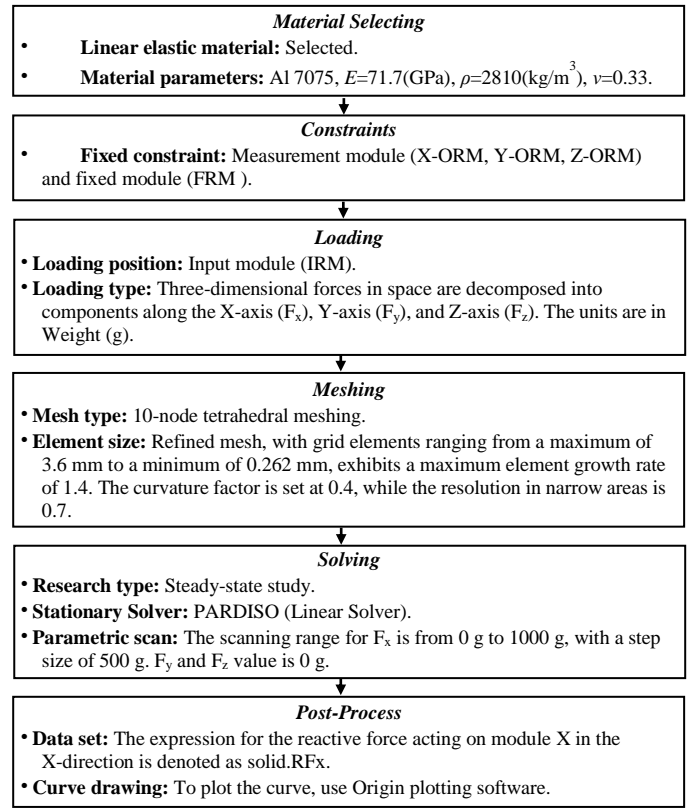 Material Selecting
• Linear elastic material: Selected.
• Material parameters: Al 7075, E=71.7(GPa), ρ=2810(kg/m³), ν=0.33.
Constraints
• Fixed constraint: Measurement module (X-ORM, Y-ORM, Z-ORM)
and fixed module (FRM ).
Loading
• Loading position: Input module (IRM).
• Loading type: Three-dimensional forces in space are decomposed into
components along the X-axis (Fₓ), Y-axis (Fy), and Z-axis (Fz). The units are in
Weight (g).
Meshing
• Mesh type: 10-node tetrahedral meshing.
• Element size: Refined mesh, with grid elements ranging from a maximum of
3.6 mm to a minimum of 0.262 mm, exhibits a maximum element growth rate
of 1.4. The curvature factor is set at 0.4, while the resolution in narrow areas is
0.7.
Solving
• Research type: Steady-state study.
• Stationary Solver: PARDISO (Linear Solver).
• Parametric scan: The scanning range for Fₓ is from 0 g to 1000 g, with a step
size of 500 g. Fy and Fz value is 0 g.
Post-Process
• Data set: The expression for the reactive force acting on module X in the
X-direction is denoted as solid.RFx.
• Curve drawing: To plot the curve, use Origin plotting software.